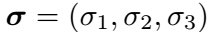 𝝈 = (σ₁, σ₂, σ₃)